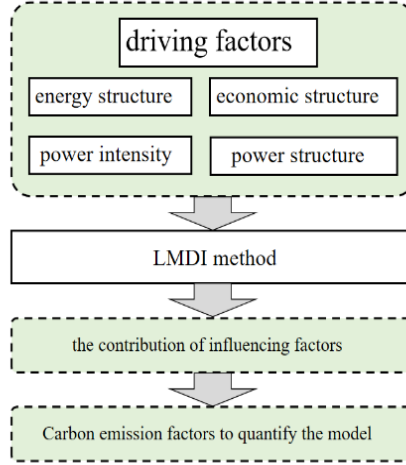 driving factors
energy structure
economic structure
power intensity
power structure
LMDI method
the contribution of influencing factors
Carbon emission factors to quantify the model